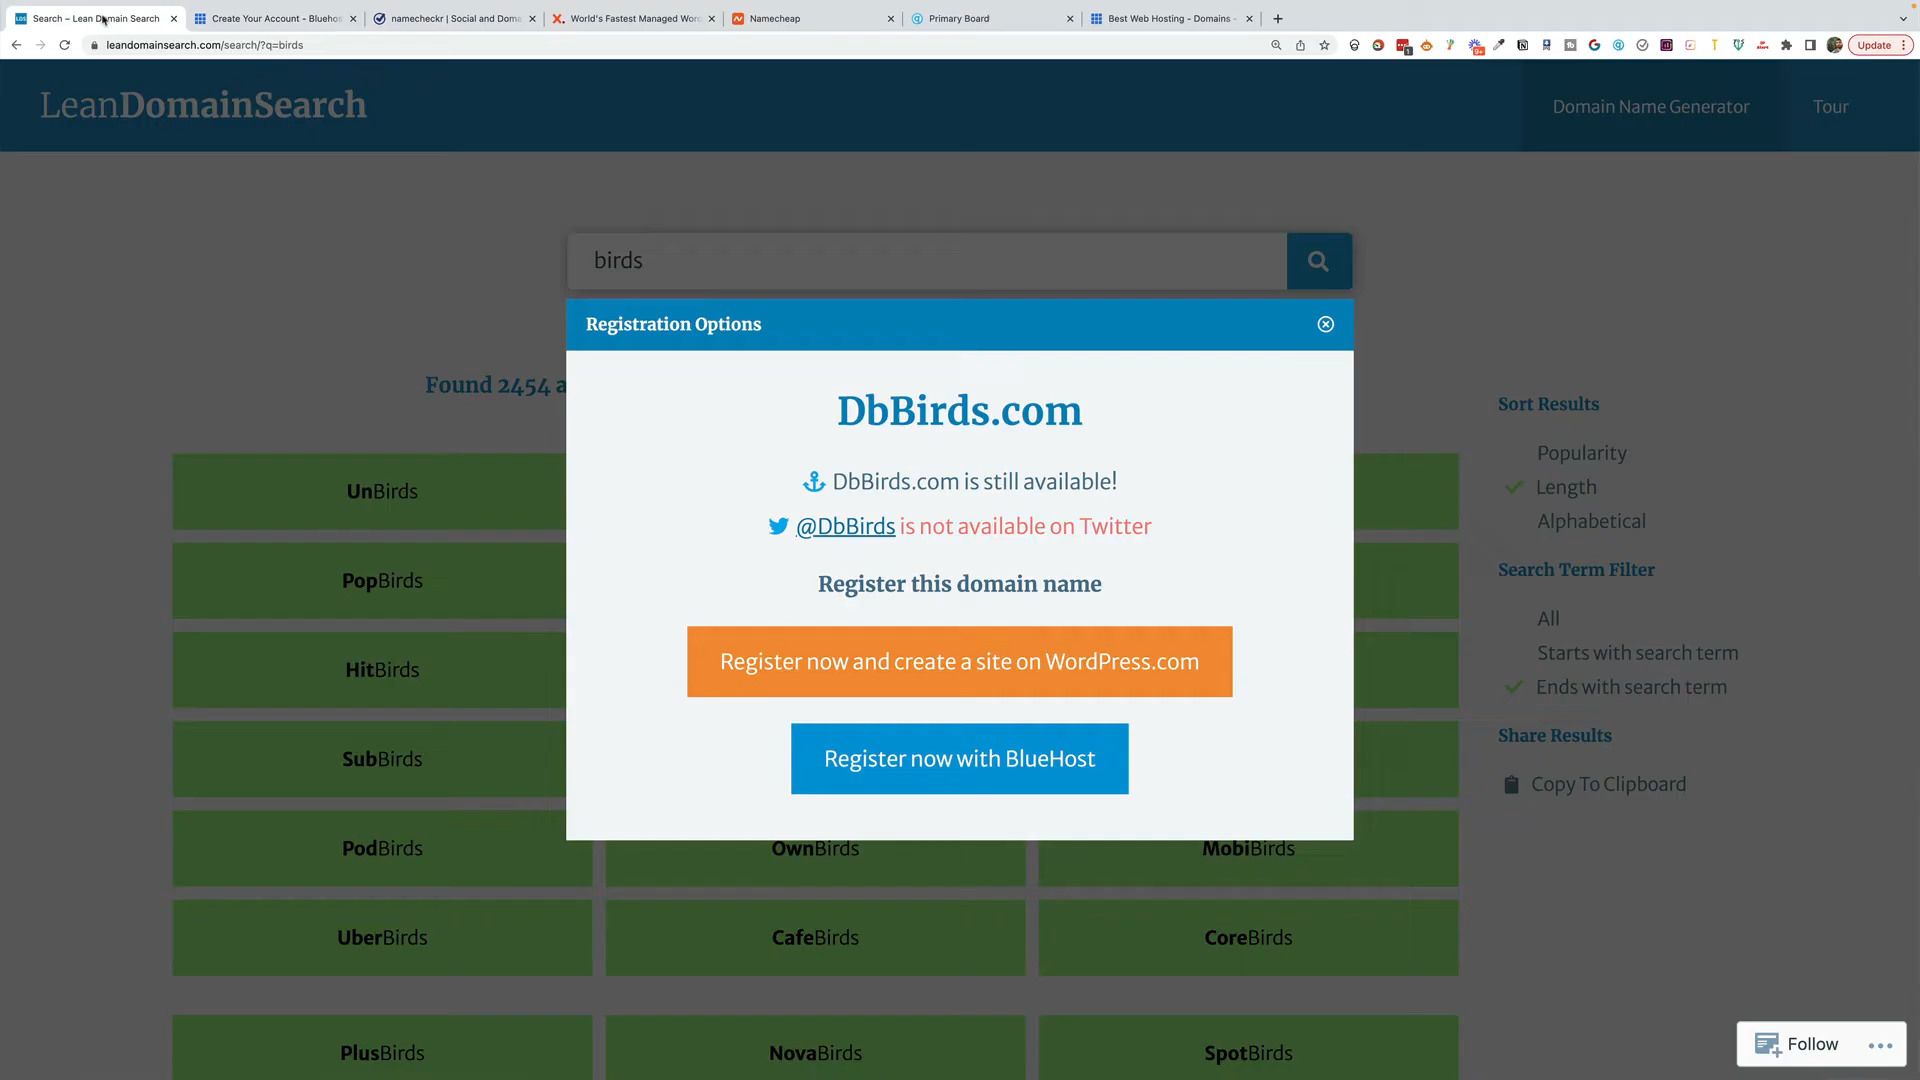 Search – Lean Domain Search
Create Your Account - Blueho
namecheckr | Social and Doma
World's Fastest Managed Wor
Namecheap
Primary Board
Best Web Hosting - Domains -
leandomainsearch.com/search/?q=birds
Update
LeanDomainSearch
Domain Name Generator
Tour
birds
Registration Options
Found 2454 a
DbBirds.com
DbBirds.com is still available!
@DbBirds is not available on Twitter
Register this domain name
Register now and create a site on WordPress.com
Register now with BlueHost
Sort Results
Popularity
Length
Alphabetical
Search Term Filter
All
Starts with search term
Ends with search term
Share Results
Copy To Clipboard
UnBirds
PopBirds
HitBirds
SubBirds
PodBirds
OwnBirds
MobiBirds
UberBirds
CafeBirds
CoreBirds
PlusBirds
NovaBirds
SpotBirds
Follow